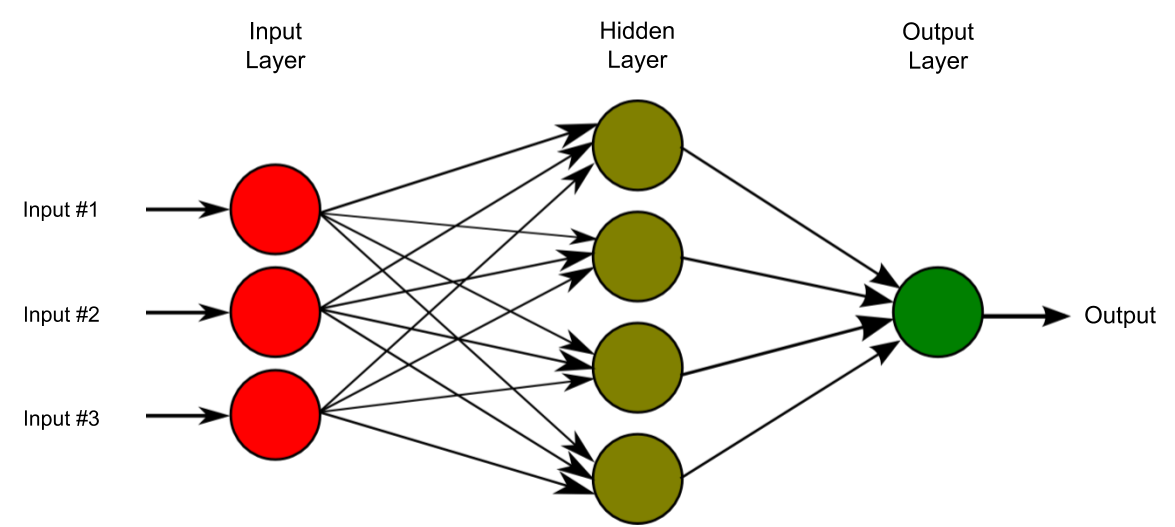 Input
Layer
Hidden
Layer
Output
Layer
Input #1
Input #2
Input #3
Output